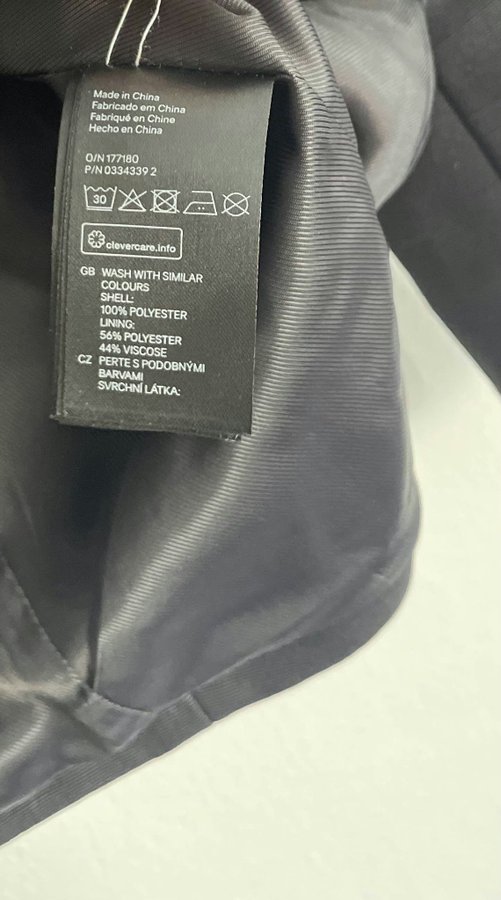 Made in China
Fabricado em China
Fabriqué en Chine
Hecho en China
O/N 177180
P/N 0334339 2
30
clevercare.info
GB WASH WITH SIMILAR
COLOURS
SHELL:
100% POLYESTER
LINING:
56% POLYESTER
44% VISCOSE
CZ PERTE S PODOBNÝMI
BARVAMI
SVRCHNÍ LÁTKA: